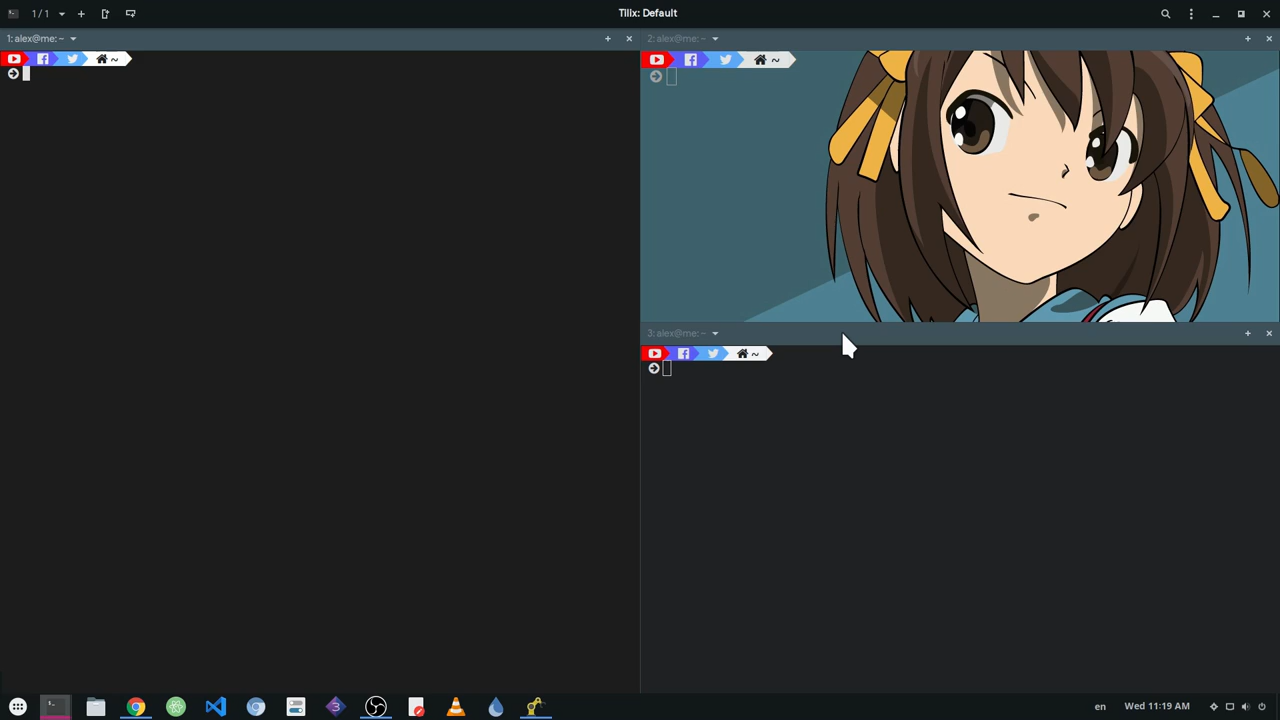 1 / 1
Tilix: Default
1: alex@me: ~
~
2: alex@me: ~
~
3: alex@me: ~
~
en
Wed 11:19 AM